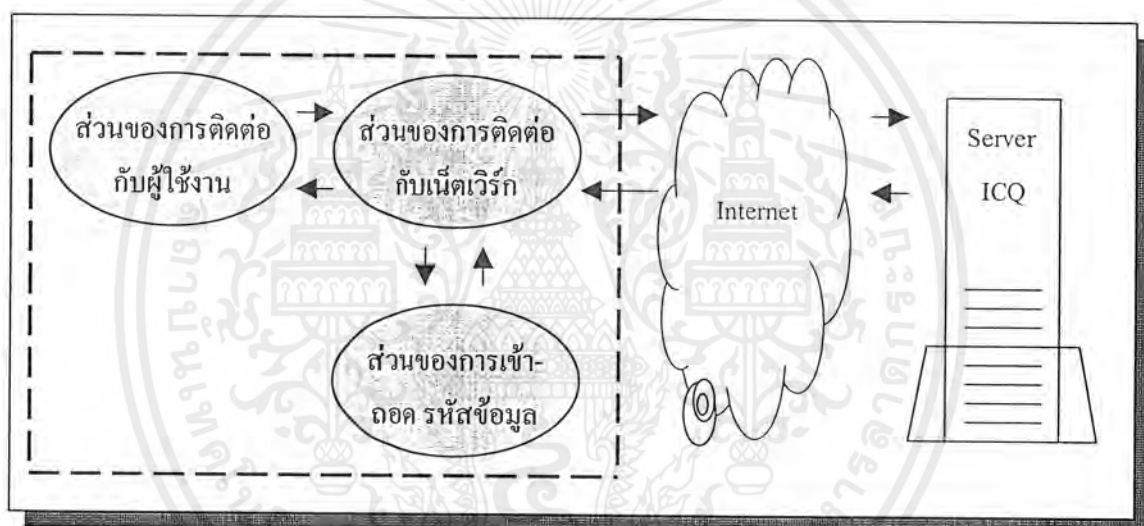 ส่วนของการติดต่อ
กับผู้ใช้งาน
ส่วนของการติดต่อ
กับเน็ตเวิร์ก
ส่วนของการเข้า-
ถอด รหัสข้อมูล
Internet
Server
ICQ